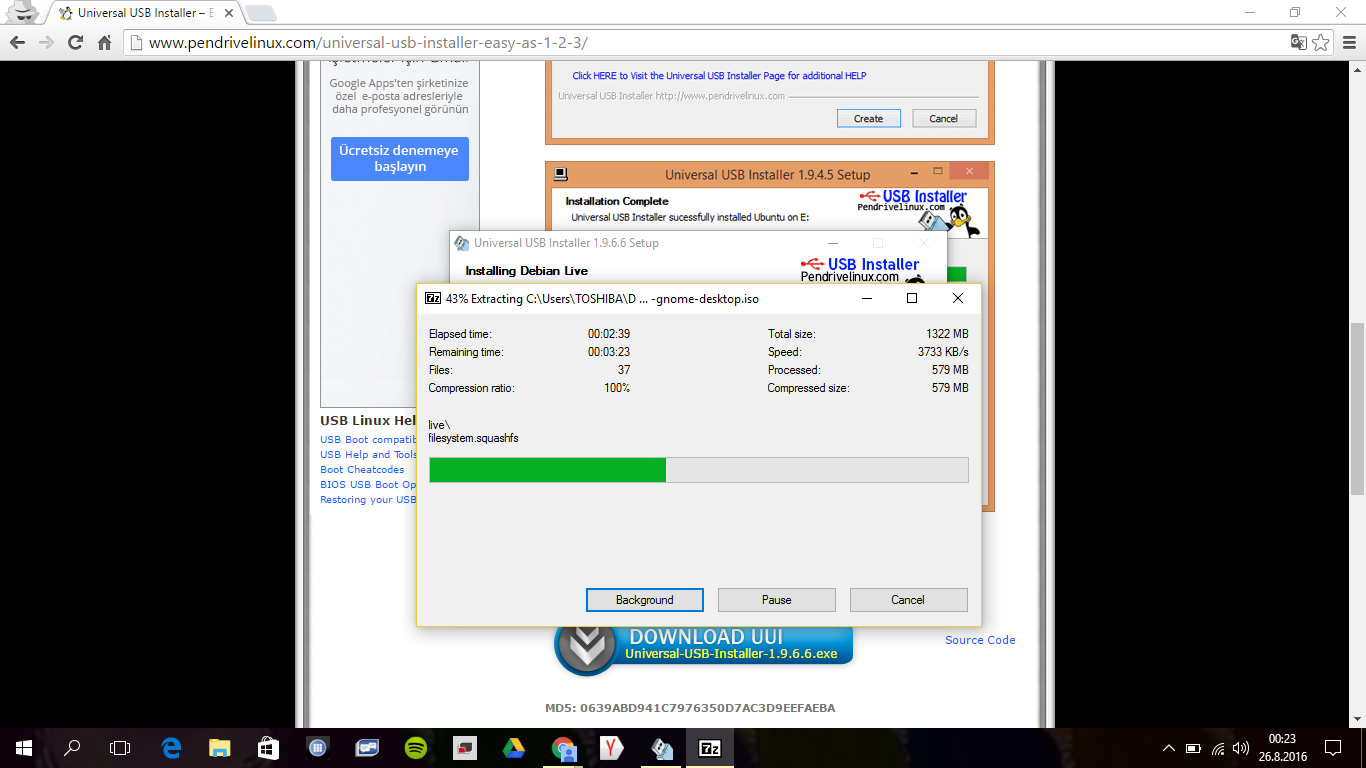 Universal USB Installer – E
www.pendrivelinux.com/universal-usb-installer-easy-as-1-2-3/
işletmeler için Gmail
Google Apps'ten şirketinize
özel e-posta adresleriyle
daha profesyonel görünün
Ücretsiz denemeye
başlayın
Click HERE to Visit the Universal USB Installer Page for additional HELP
Universal USB Installer http://www.pendrivelinux.com
Create
Cancel
Universal USB Installer 1.9.4.5 Setup
Installation Complete
Universal USB Installer sucessfully installed Ubuntu on E:
USB Installer
Pendrivelinux.com
Universal USB Installer 1.9.6.6 Setup
Installing Debian Live
USB Installer
Pendrivelinux.com
7z
43% Extracting C:\Users\TOSHIBA\D ... -gnome-desktop.iso
Elapsed time: 00:02:39 Total size: 1322 MB
Remaining time: 00:03:23 Speed: 3733 KB/s
Files: 37 Processed: 579 MB
Compression ratio: 100% Compressed size: 579 MB
live\
filesystem.squashfs
Background
Pause
Cancel
USB Linux Hel
USB Boot compatib
USB Help and Tools
Boot Cheatcodes
BIOS USB Boot Op
Restoring your USB
DOWNLOAD UUI
Universal-USB-Installer-1.9.6.6.exe
Source Code
MD5: 0639ABD941C7976350D7AC3D9EEFAEBA
7z
00:23
26.8.2016